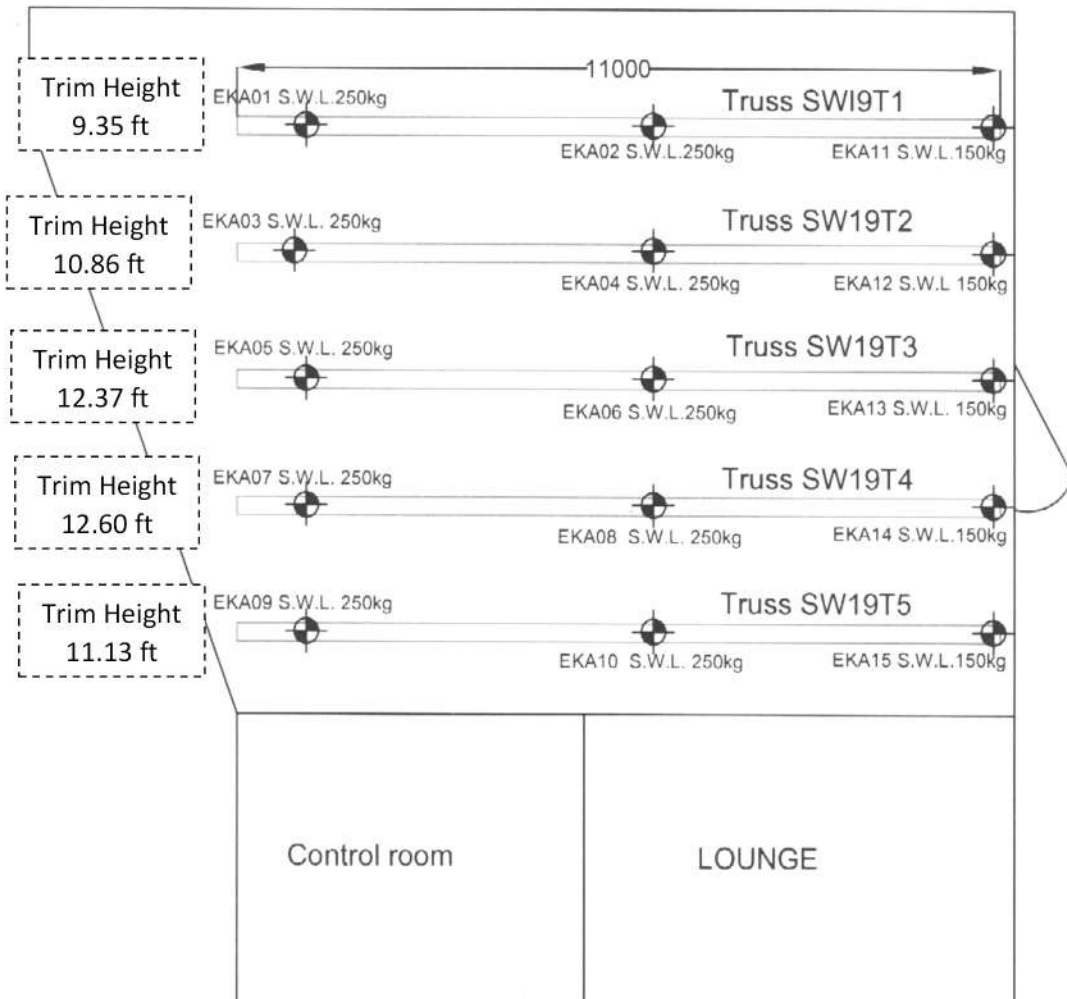 11000
Trim Height
9.35 ft
EKA01 S.W.L.250kg
Truss SWI9T1
EKA02 S.W.L.250kg
EKA11 S.W.L.150kg
Trim Height
10.86 ft
EKA03 S.W.L. 250kg
Truss SW19T2
EKA04 S.W.L. 250kg
EKA12 S.W.L 150kg
Trim Height
12.37 ft
EKA05 S.W.L. 250kg
Truss SW19T3
EKA06 S.W.L.250kg
EKA13 S.W.L. 150kg
Trim Height
12.60 ft
EKA07 S.W.L. 250kg
Truss SW19T4
EKA08 S.W.L. 250kg
EKA14 S.W.L.150kg
Trim Height
11.13 ft
EKA09 S.W.L. 250kg
Truss SW19T5
EKA10 S.W.L. 250kg
EKA15 S.W.L.150kg
Control room
LOUNGE